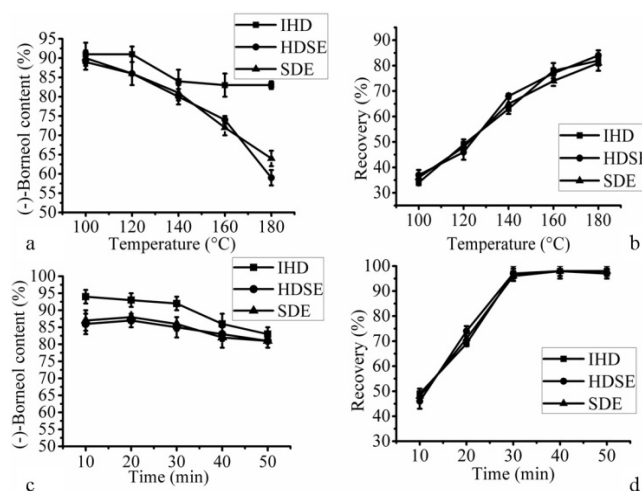 a
100
95
90
85
80
75
70
65
60
55
50
(-)-Borneol content (%)
IHD
HDSE
SDE
100 120 140 160 180
Temperature (°C)
b
90
80
70
60
50
40
30
Recovery (%)
IHD
HDSE
SDE
100 120 140 160 180
Temperature (°C)
c
100
95
90
85
80
75
70
65
60
55
50
(-)-Borneol content (%)
IHD
HDSE
SDE
10 20 30 40 50
Time (min)
d
100
90
80
70
60
50
40
30
Recovery (%)
IHD
HDSE
SDE
10 20 30 40 50
Time (min)